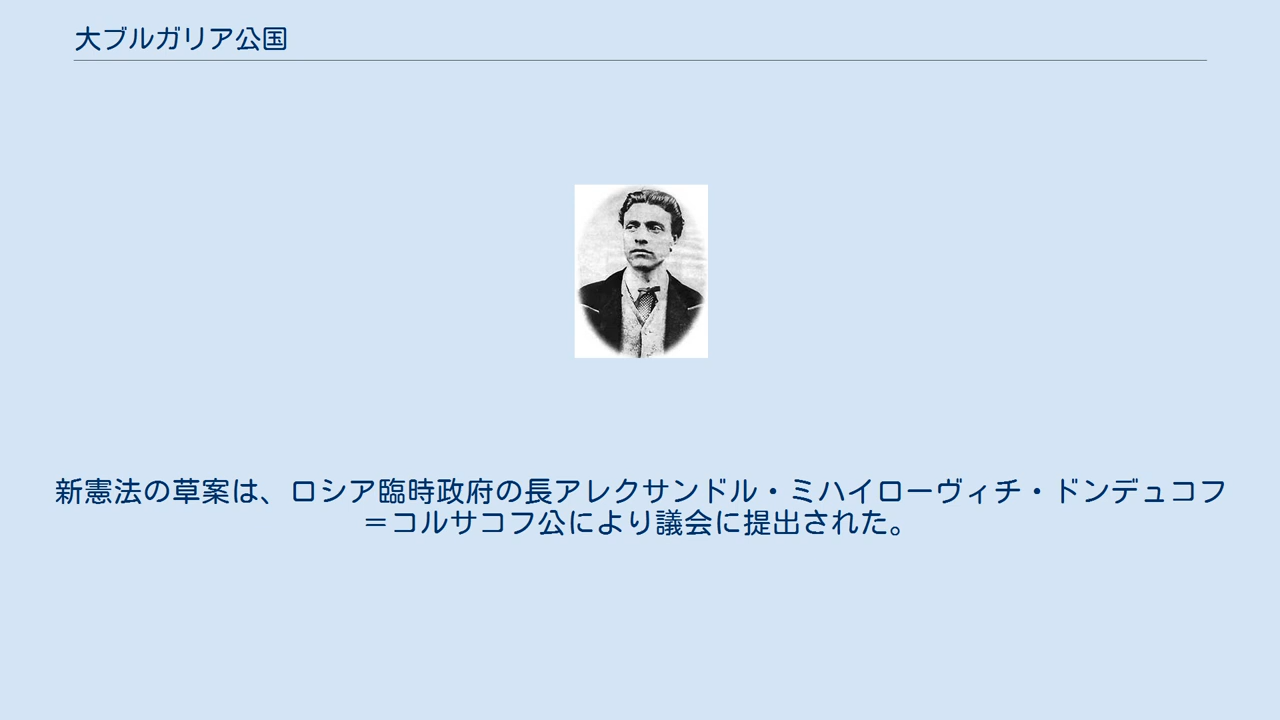 大ブルガリア公国
新憲法の草案は、ロシア臨時政府の長アレクサンドル・ミハイローヴィチ・ドンデュコフ
＝コルサコフ公により議会に提出された。